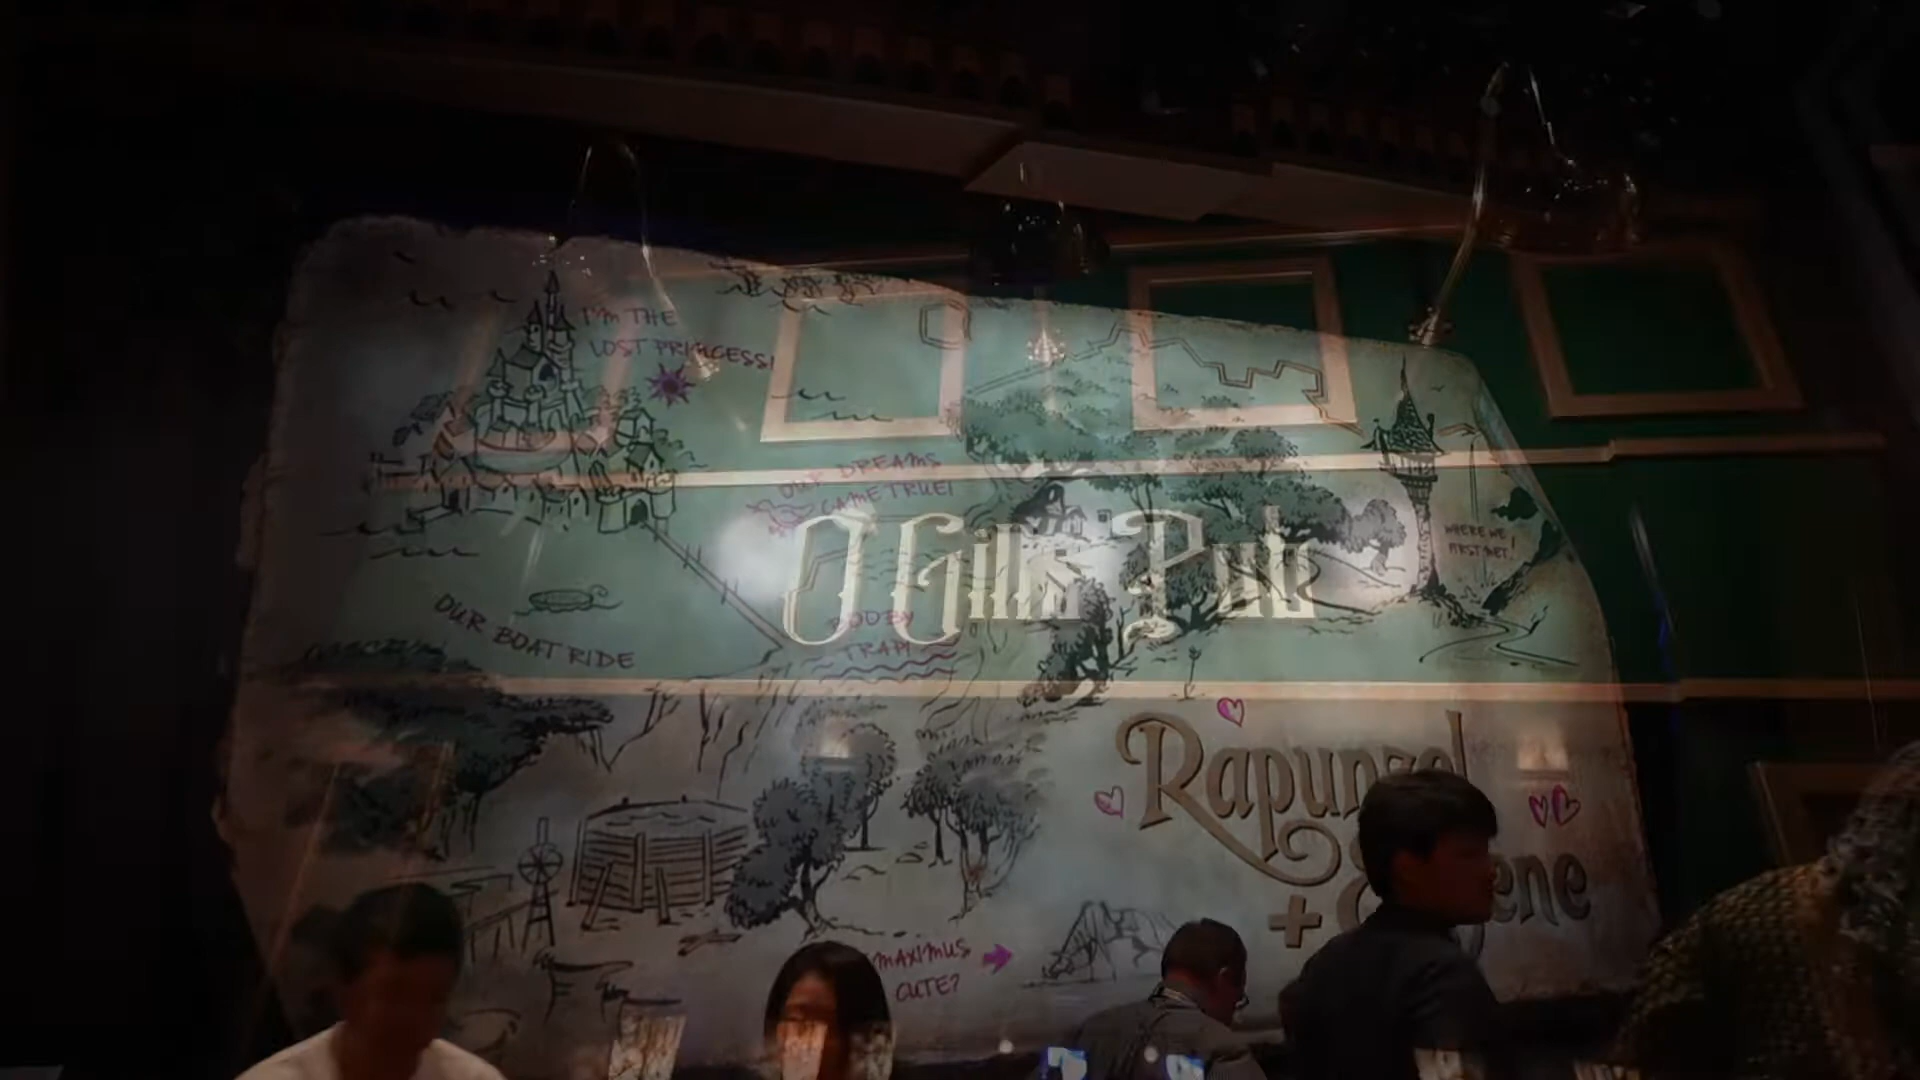 I'M THE
LOST PRINCESS!
OUR DREAMS
CAME TRUE!
O'Gills Pub
WHERE WE
FIRST MET!
OUR BOAT RIDE
BOOBY
TRAP!
Rapunzel
+
MAXIMUS
CUTE?